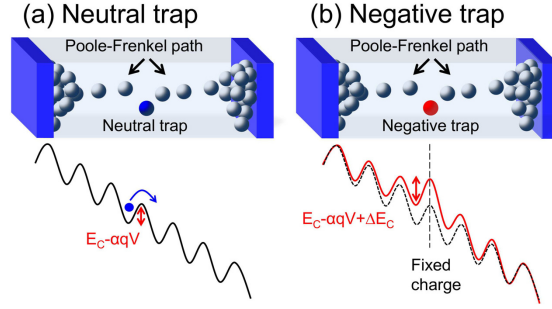 (a) Neutral trap
Poole-Frenkel path
Neutral trap
E_C-αqV
(b) Negative trap
Poole-Frenkel path
Negative trap
E_C-αqV+ΔE_C
Fixed
charge